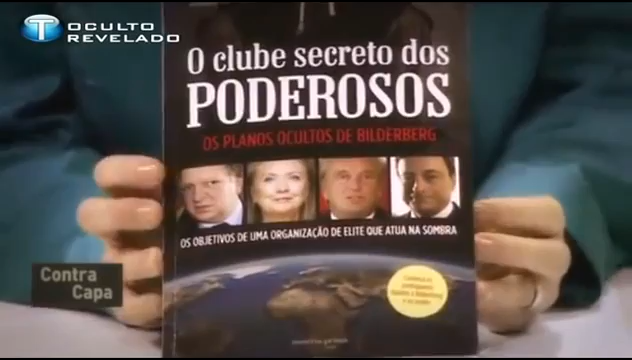 T OCULTO
REVELADO
O clube secreto dos
PODEROSOS
OS PLANOS OCULTOS DE BILDERBERG
OS OBJETIVOS DE UMA ORGANIZAÇÃO DE ELITE QUE ATUA NA SOMBRA
Contra
Capa